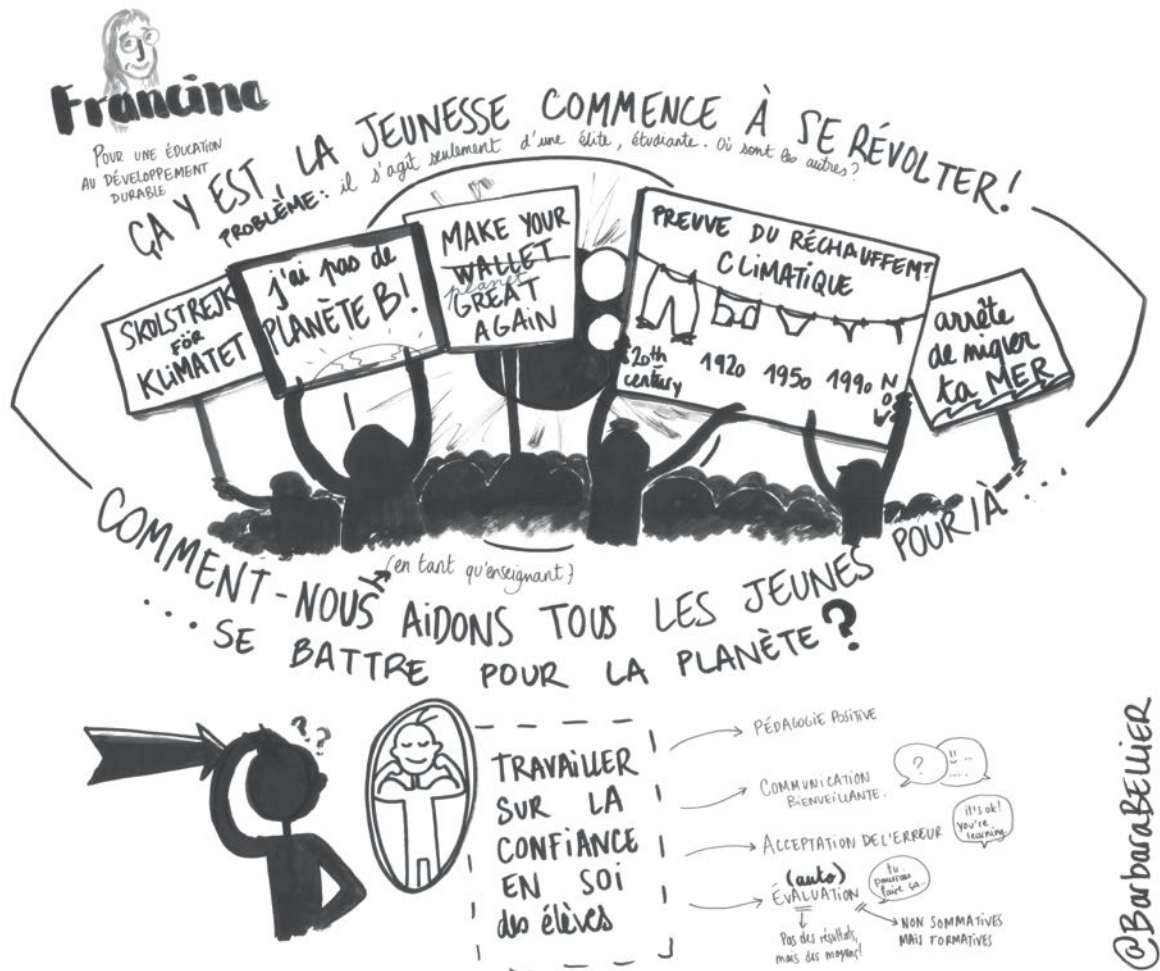 Francine
POUR UNE ÉDUCATION
AU DÉVELOPPEMENT
DURABLE
ÇA Y EST, LA JEUNESSE COMMENCE À SE RÉVOLTER!
PROBLÈME: il s'agit seulement d'une élite, étudiante. Où sont les autres?
SKOLSTREJK
FÖR
KLiMATET
j'ai pas de
PLANÈTE B!
MAKE YOUR
WALLET
planet
GREAT
AGAIN
PREUVE DU RÉCHAUFFEMT
CLiMATIQUE
20th
century
1920
1950
1990
NOW
arrête
de niquer
ta MER
COMMENT-NOUS AiDONS TOUS LES JEUNES POUR/À...
(en tant qu'enseignant)
...SE BATTRE POUR LA PLANÈTE?
? ?
TRAVAiLLER
SUR LA
CONFiANCE
EN SOi
des élèves
PÉDAGOGIE POSITIVE
COMMUNiCATION
BiENVEiLLANTE.
?
!!
....
ACCEPTATION DE L'ERREUR
it's ok!
you're
learning
(auto)
ÉVALUATION
tu
pourras
faire ça..
Pas des résultats,
mais des moyens!
NON SOMMATIVES
MAIS FORMATIVES
@BarbaraBEllIER